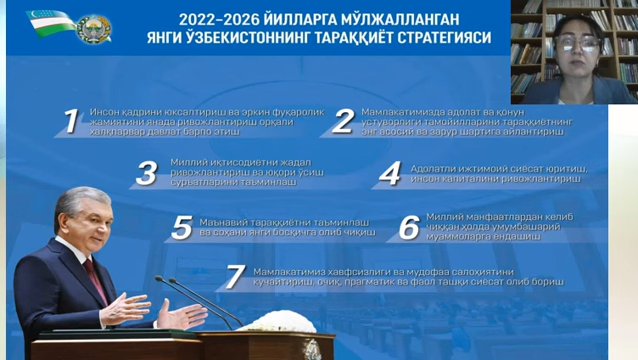 2022–2026 ЙИЛЛАРГА МЎЛЖАЛЛАНГАН
ЯНГИ ЎЗБЕКИСТОННИНГ ТАРАҚҚИЁТ СТРАТЕГИЯСИ
1 Инсон қадрини юксалтириш ва эркин фуқаролик
жамиятини янада ривожлантириш орқали
халқпарвар давлат барпо этиш
2 Мамлакатимизда адолат ва қонун
устуворлиги тамойилларини тараққиётнинг
энг асосий ва зарур шартига айлантириш
3 Миллий иқтисодиётни жадал
ривожлантириш ва юқори ўсиш
суръатларини таъминлаш
4 Адолатли ижтимоий сиёсат юритиш,
инсон капиталини ривожлантириш
5 Маънавий тараққиётни таъминлаш
ва соҳани янги босқичга олиб чиқиш
6 Миллий манфаатлардан келиб
чиққан ҳолда умумбашарий
муаммоларга ёндашиш
7 Мамлакатимиз хавфсизлиги ва мудофаа салоҳиятини
кучайтириш, очиқ, прагматик ва фаол ташқи сиёсат олиб бориш